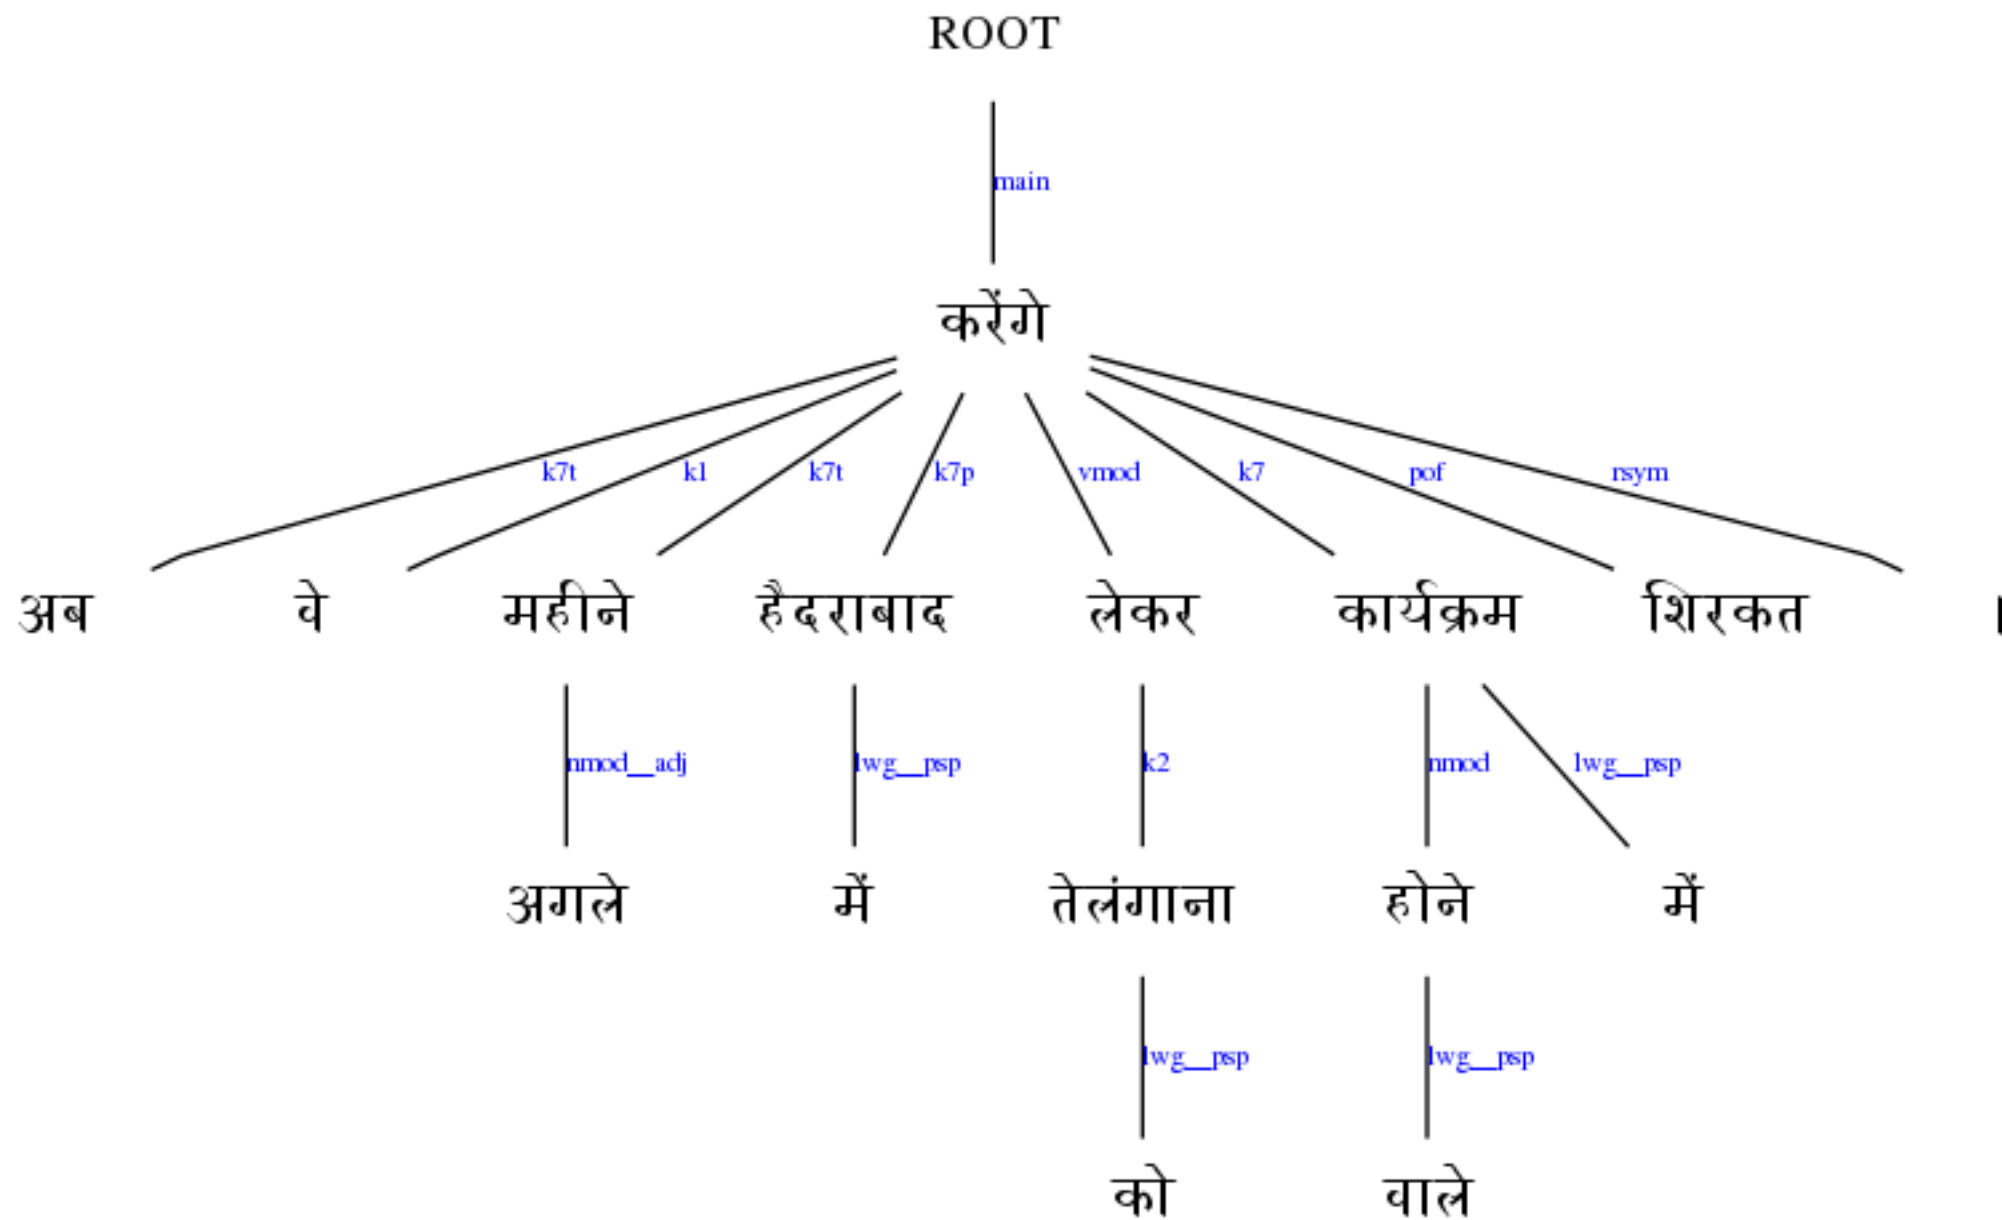 ROOT
main
करेंगे
k7t k1 k7t k7p vmod k7 pof rsym
अब वे महीने हैदराबाद लेकर कार्यक्रम शिरकत ।
nmod__adj lwg__psp k2 nmod lwg__psp
अगले में तेलंगाना होने में
lwg__psp lwg__psp
को वाले